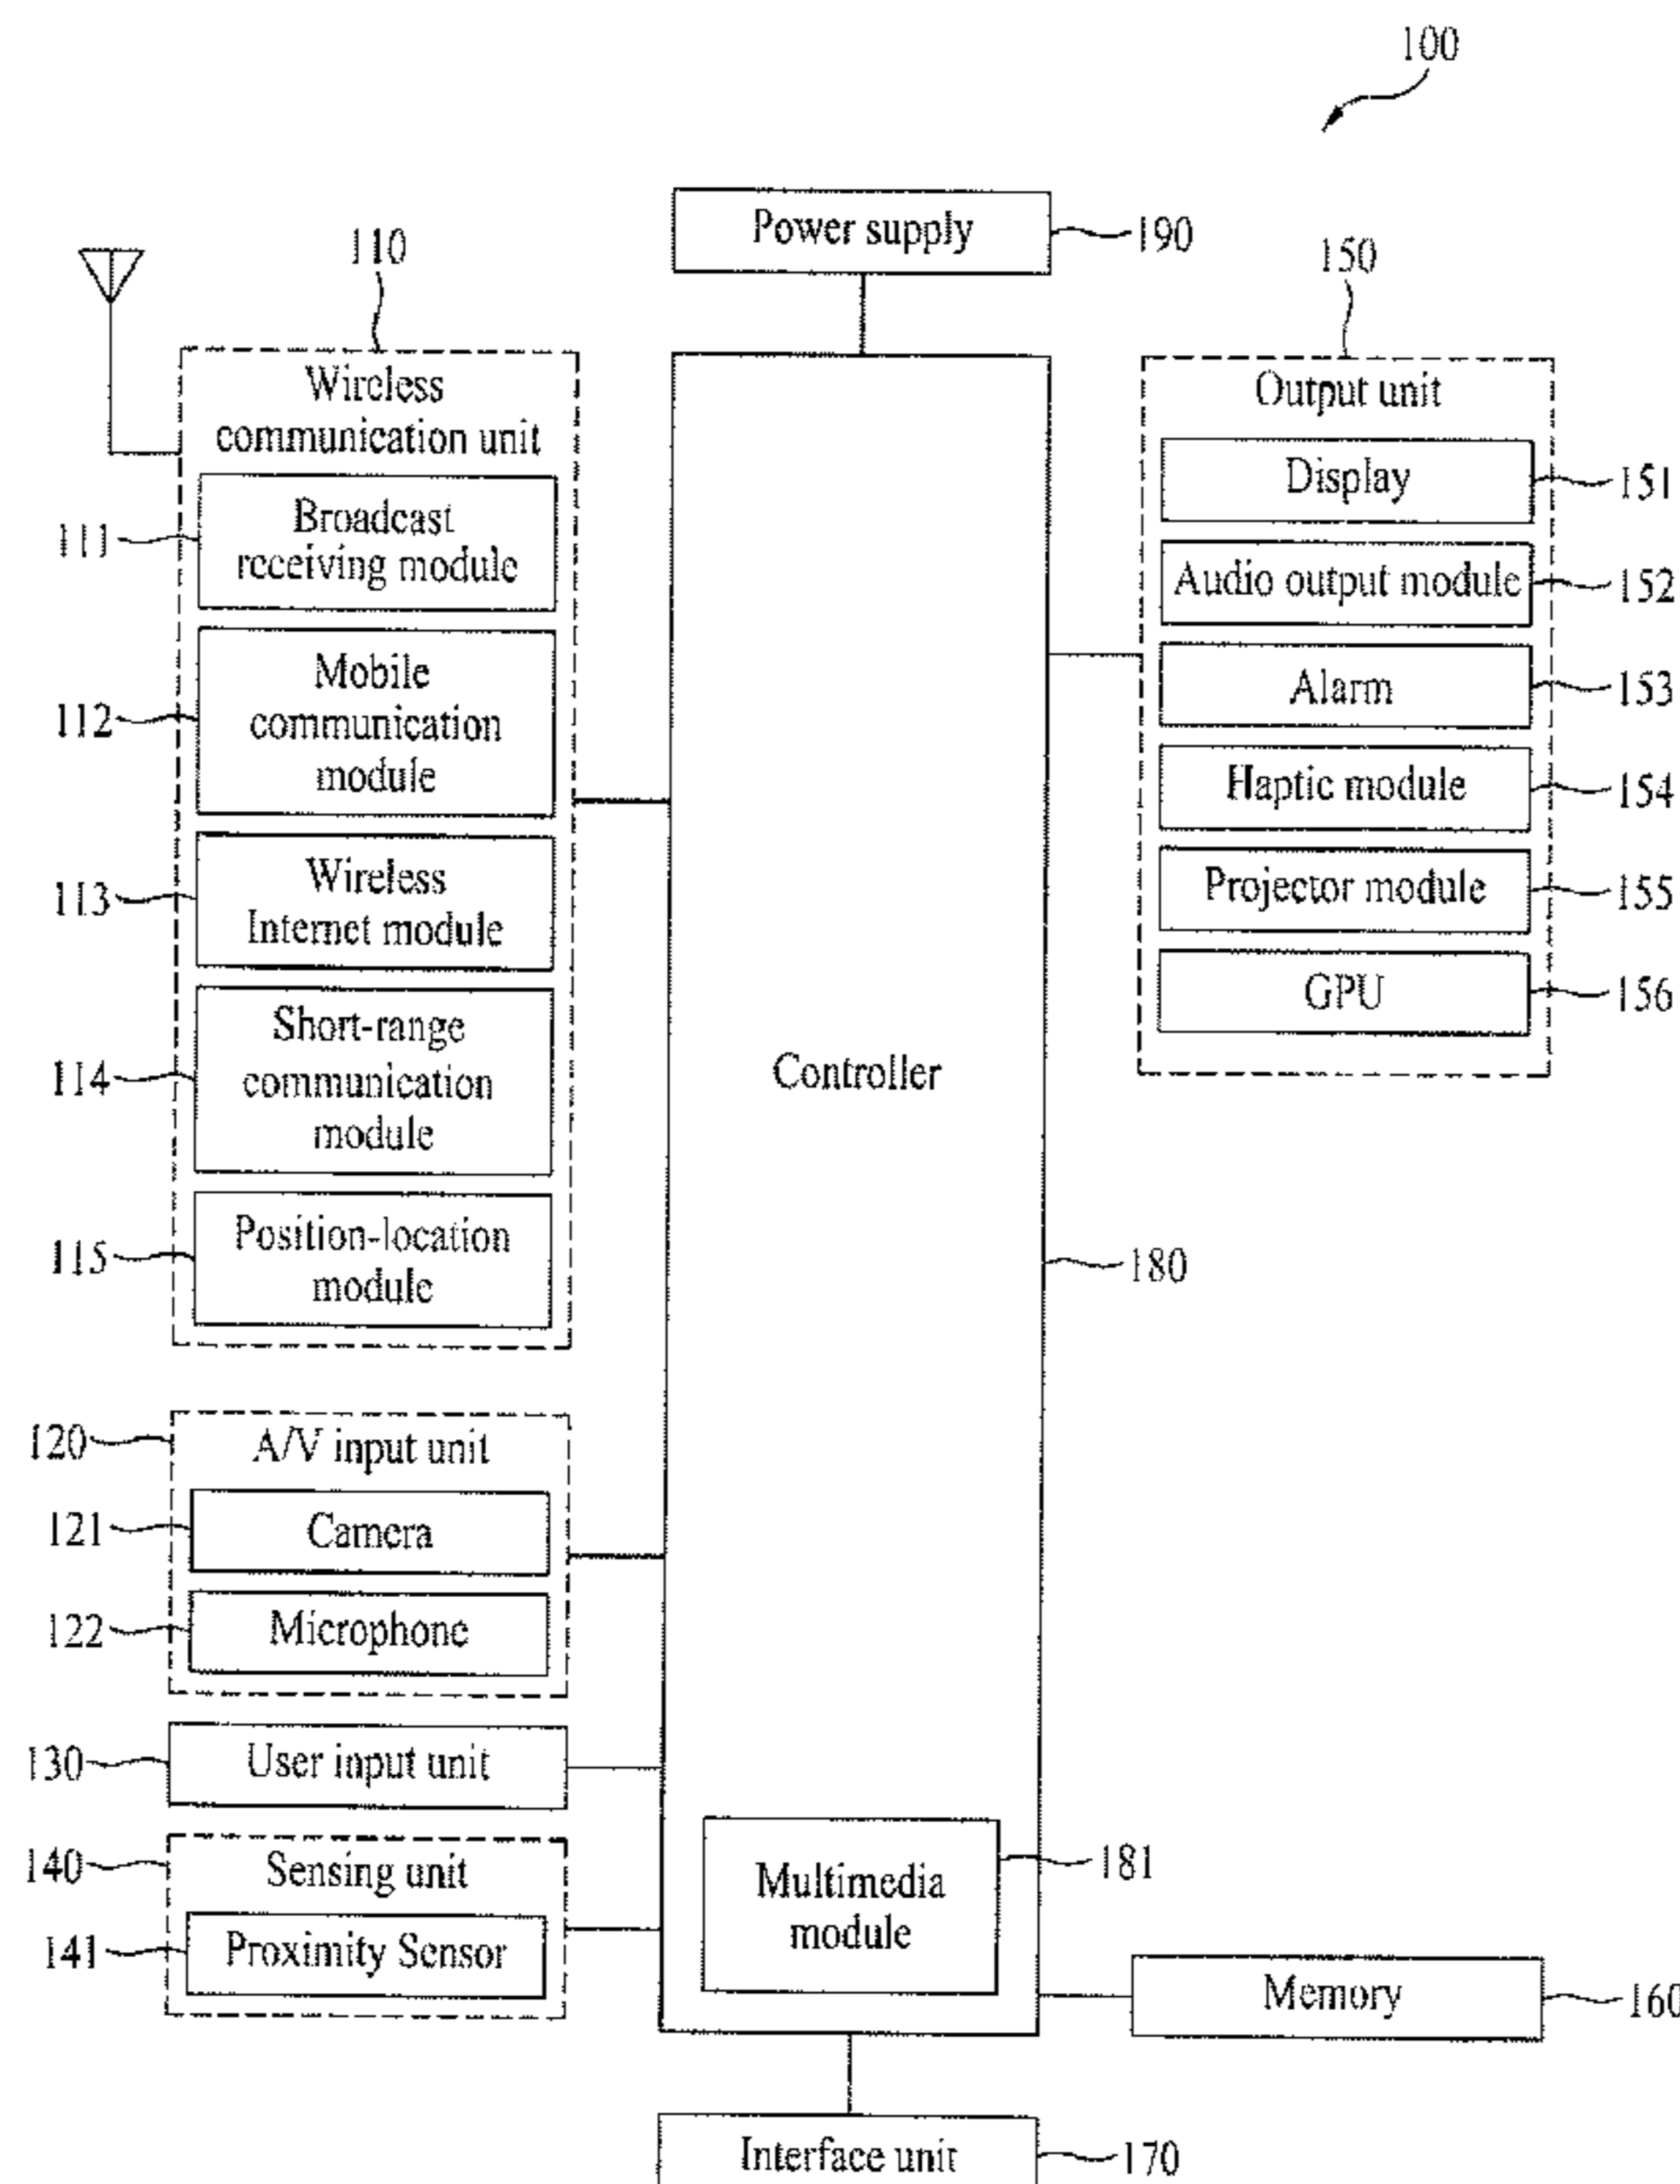 100
Power supply
190
110
150
Wireless
communication unit
Output unit
Broadcast
receiving module
111
Display
151
Audio output module
152
Mobile
communication
module
112
Alarm
153
Haptic module
154
Wireless
Internet module
113
Projector module
155
GPU
156
Short-range
communication
module
114
Controller
180
Position-location
module
115
120
A/V input unit
121
Camera
122
Microphone
130
User input unit
140
Sensing unit
141
Proximity Sensor
Multimedia
module
181
Memory
160
Interface unit
170